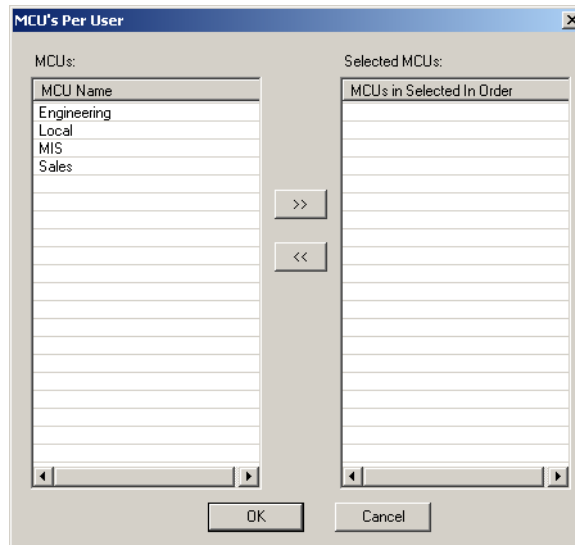 MCU's Per User
MCUs:
Selected MCUs:
MCU Name
MCUs in Selected In Order
Engineering
Local
MIS
Sales
>>
<<
OK
Cancel